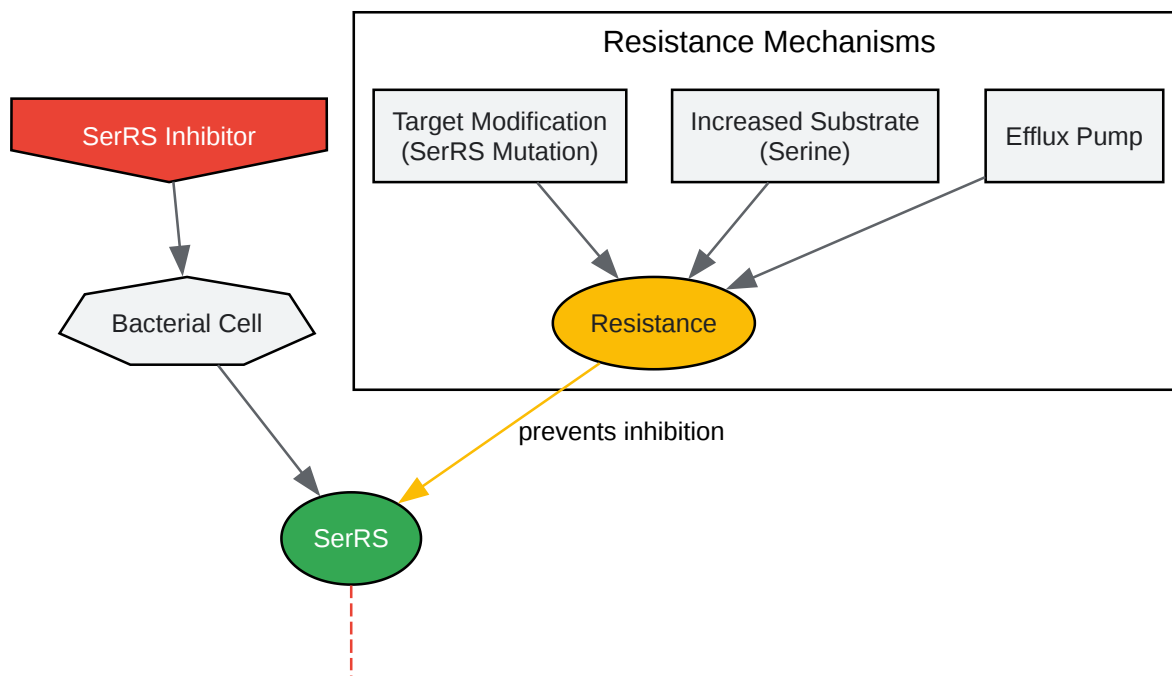 Resistance Mechanisms
SerRS Inhibitor
Target Modification
(SerRS Mutation)
Increased Substrate
(Serine)
Efflux Pump
Bacterial Cell
Resistance
prevents inhibition
SerRS